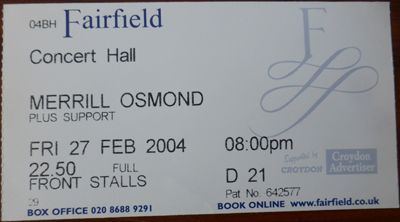 04BH Fairfield
F
Concert Hall
MERRILL OSMOND
PLUS SUPPORT
FRI 27 FEB 2004 08:00pm
22.50 FULL D 21
FRONT STALLS Pat No. 642577
Supported by CROYDON Croydon Advertiser
29
BOX OFFICE 020 8688 9291 BOOK ONLINE www.fairfield.co.uk